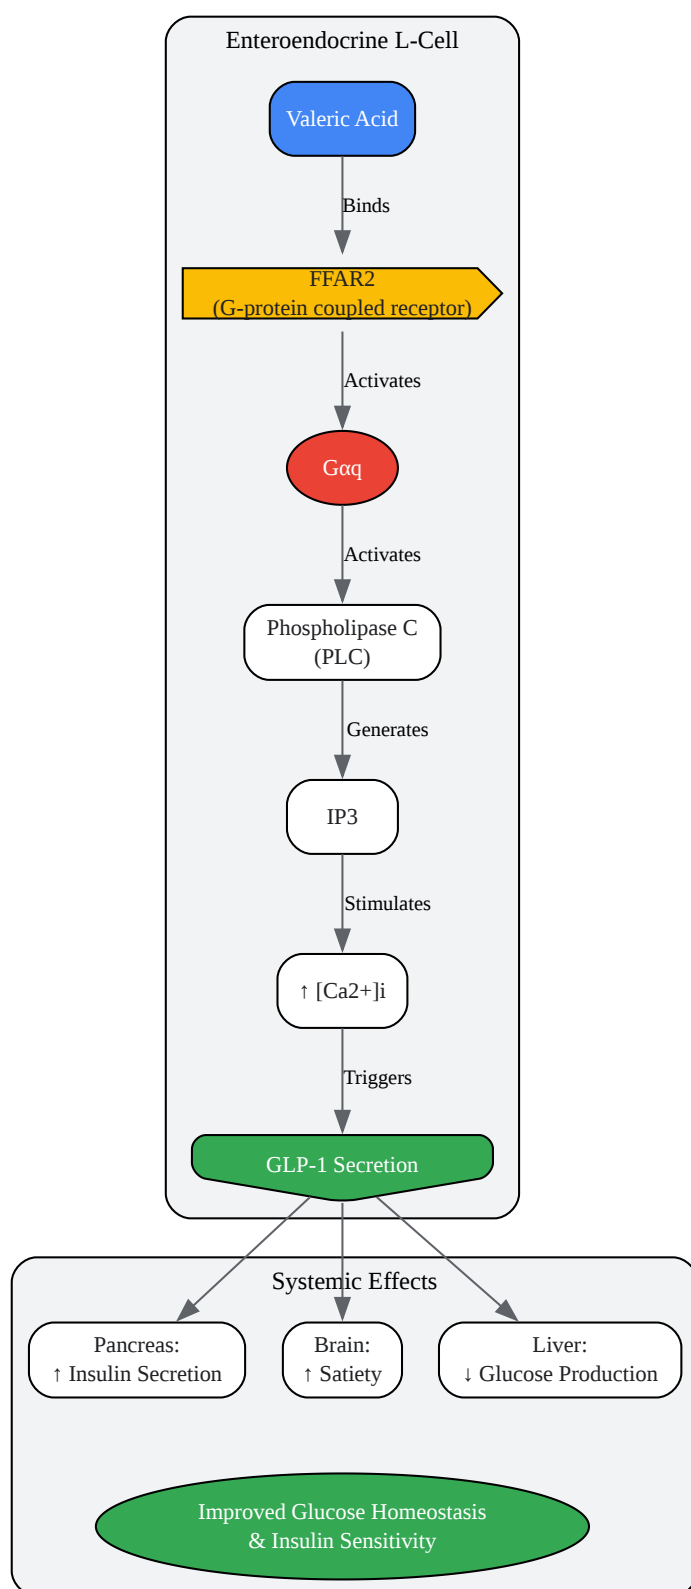 Enteroendocrine L-Cell
Valeric Acid
Binds
FFAR2
(G-protein coupled receptor)
Activates
Gαq
Activates
Phospholipase C
(PLC)
Generates
IP3
Stimulates
↑ [Ca2+]i
Triggers
GLP-1 Secretion
Systemic Effects
Pancreas:
↑ Insulin Secretion
Brain:
↑ Satiety
Liver:
↓ Glucose Production
Improved Glucose Homeostasis
& Insulin Sensitivity